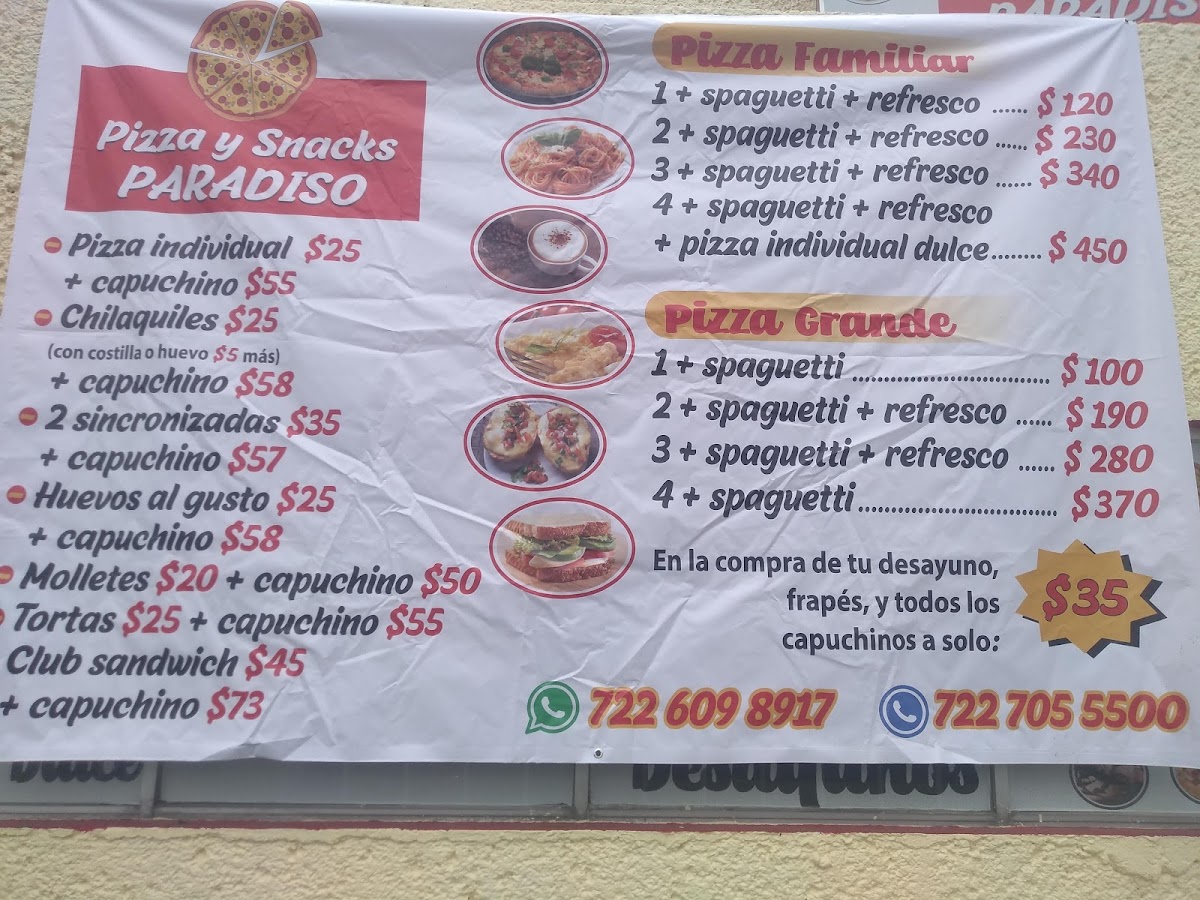 Pizza y Snacks
PARADISO
Pizza individual $25
+ capuchino $55
Chilaquiles $25
(con costilla o huevo $5 más)
+ capuchino $58
2 sincronizadas $35
+ capuchino $57
Huevos al gusto $25
+ capuchino $58
Molletes $20 + capuchino $50
Tortas $25 + capuchino $55
Club sandwich $45
+ capuchino $73
Pizza Familiar
1 + spaguetti + refresco ...... $120
2 + spaguetti + refresco ...... $230
3 + spaguetti + refresco ...... $340
4 + spaguetti + refresco
+ pizza individual dulce........ $450
Pizza Grande
1 + spaguetti ............................... $100
2 + spaguetti + refresco ...... $190
3 + spaguetti + refresco ...... $280
4 + spaguetti............................... $370
En la compra de tu desayuno,
frapés, y todos los
capuchinos a solo:
$35
722 609 8917
722 705 5500
PARADIS
Dulce
Desayunos